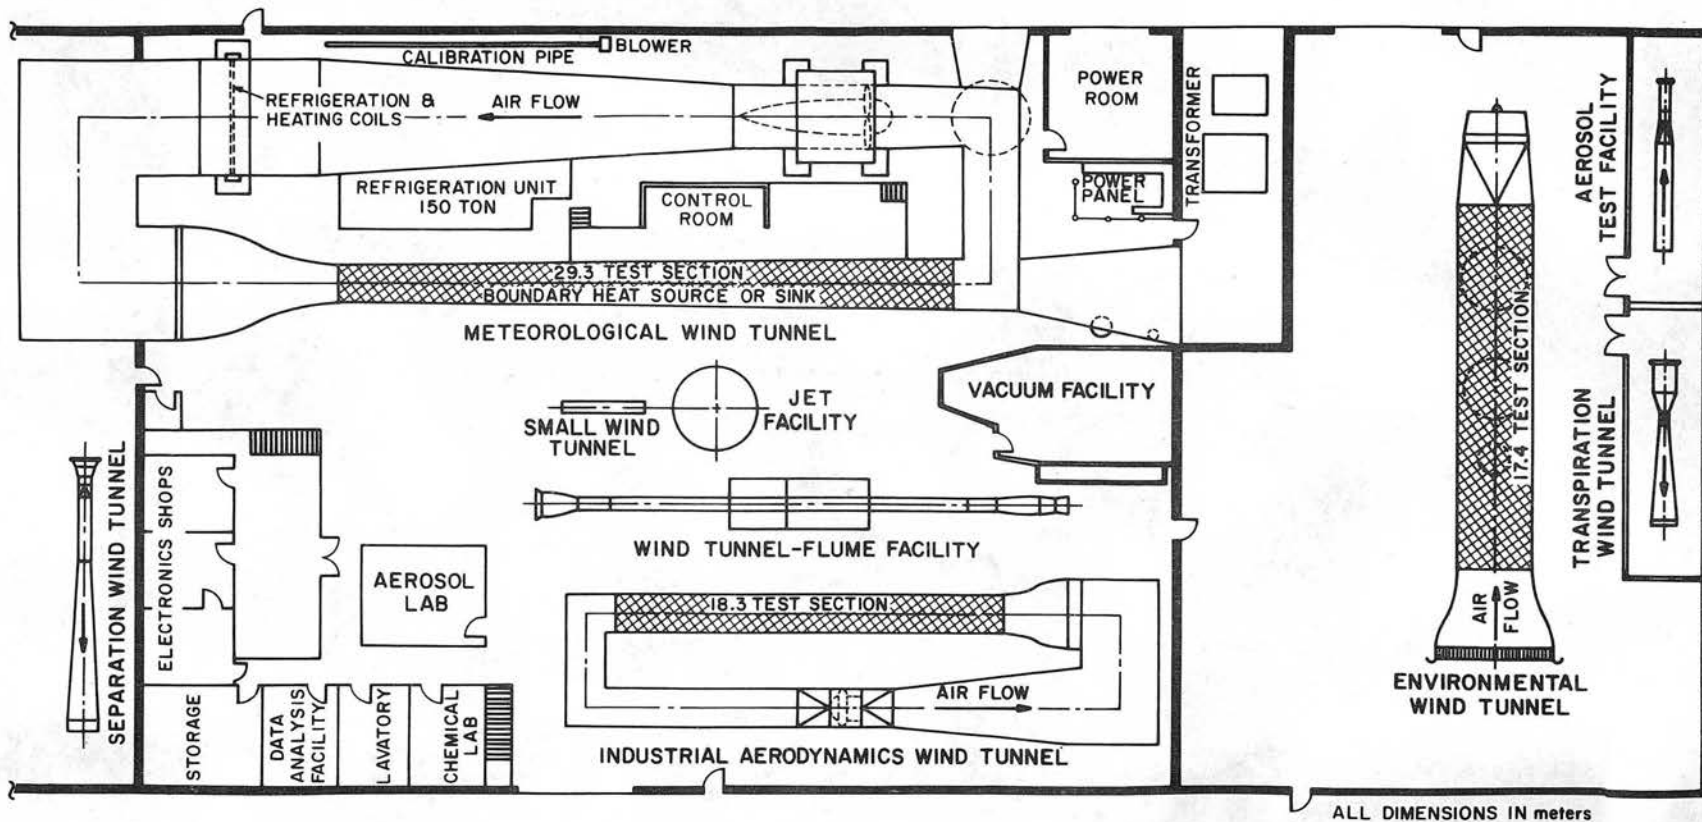 CALIBRATION PIPE
BLOWER
REFRIGERATION &
HEATING COILS
AIR FLOW
POWER
ROOM
TRANSFORMER
AEROSOL
TEST FACILITY
REFRIGERATION UNIT
150 TON
CONTROL
ROOM
POWER
PANEL
29.3 TEST SECTION
BOUNDARY HEAT SOURCE OR SINK
METEOROLOGICAL WIND TUNNEL
17.4 TEST SECTION
VACUUM FACILITY
JET
FACILITY
SMALL WIND
TUNNEL
TRANSPIRATION
WIND TUNNEL
SEPARATION WIND TUNNEL
ELECTRONICS SHOPS
WIND TUNNEL-FLUME FACILITY
AEROSOL
LAB
18.3 TEST SECTION
AIR
FLOW
AIR FLOW
ENVIRONMENTAL
WIND TUNNEL
STORAGE
DATA
ANALYSIS
FACILITY
LAVATORY
CHEMICAL
LAB
INDUSTRIAL AERODYNAMICS WIND TUNNEL
ALL DIMENSIONS IN meters